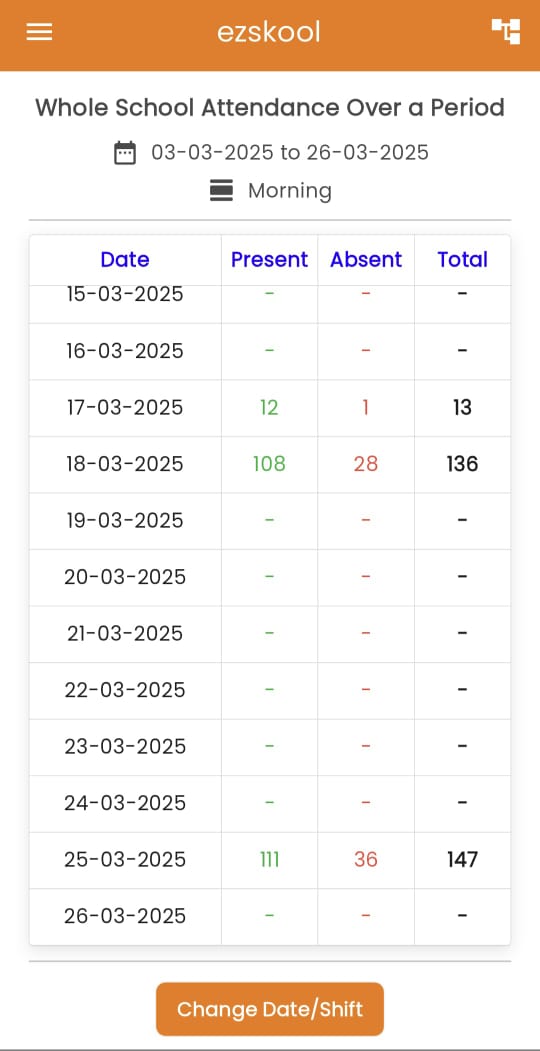 ezskool
Whole School Attendance Over a Period
03-03-2025 to 26-03-2025
Morning
Date Present Absent Total
15-03-2025 - - -
16-03-2025 - - -
17-03-2025 12 1 13
18-03-2025 108 28 136
19-03-2025 - - -
20-03-2025 - - -
21-03-2025 - - -
22-03-2025 - - -
23-03-2025 - - -
24-03-2025 - - -
25-03-2025 111 36 147
26-03-2025 - - -
Change Date/Shift